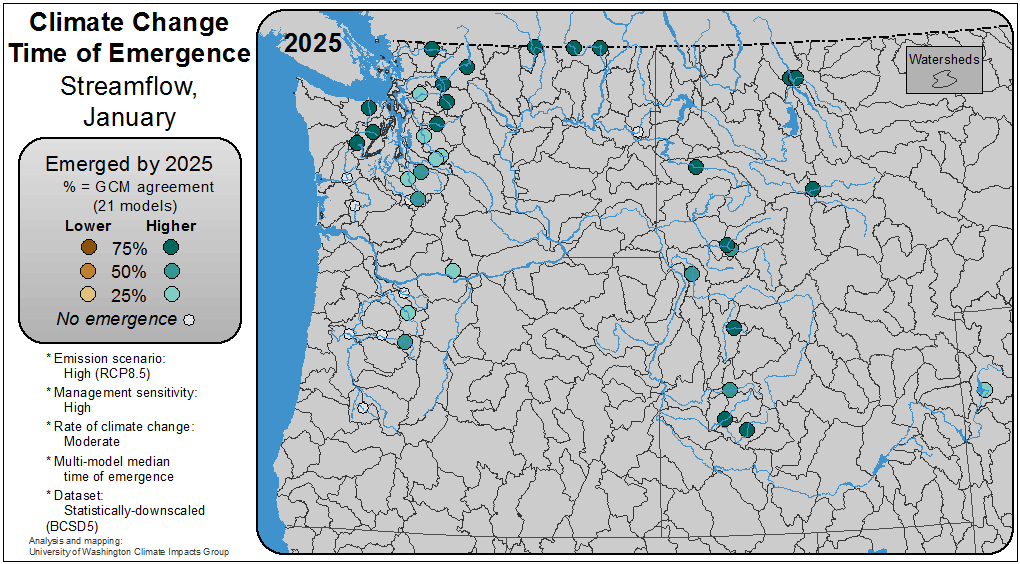 Climate Change
Time of Emergence
Streamflow,
January
Emerged by 2025
% = GCM agreement
(21 models)
Lower Higher
75%
50%
25%
No emergence
* Emission scenario:
High (RCP8.5)
* Management sensitivity:
High
* Rate of climate change:
Moderate
* Multi-model median
time of emergence
* Dataset:
Statistically-downscaled
(BCSD5)
Analysis and mapping:
University of Washington Climate Impacts Group
2025
Watersheds